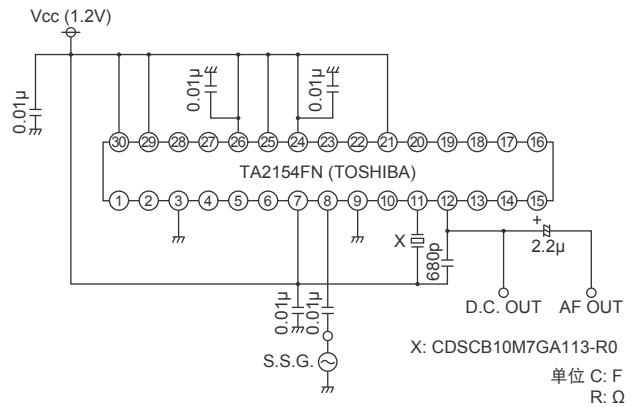 Vcc (1.2V)
0.01μ
0.01μ
0.01μ
30 29 28 27 26 25 24 23 22 21 20 19 18 17 16
TA2154FN (TOSHIBA)
1 2 3 4 5 6 7 8 9 10 11 12 13 14 15
X
680p
+
2.2μ
0.01μ
0.01μ
D.C. OUT AF OUT
S.S.G.
X: CDSCB10M7GA113-R0
单位 C: F
R: Ω